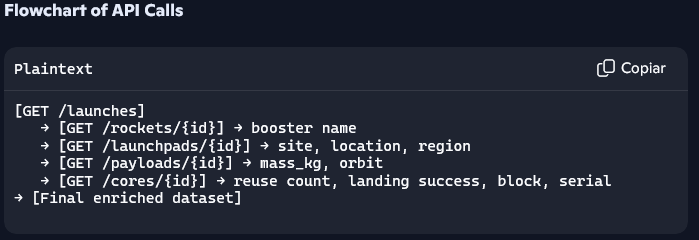 Flowchart of API Calls
Plaintext
Copiar
[GET /launches]
→ [GET /rockets/{id}] → booster name
→ [GET /launchpads/{id}] → site, location, region
→ [GET /payloads/{id}] → mass_kg, orbit
→ [GET /cores/{id}] → reuse count, landing success, block, serial
→ [Final enriched dataset]